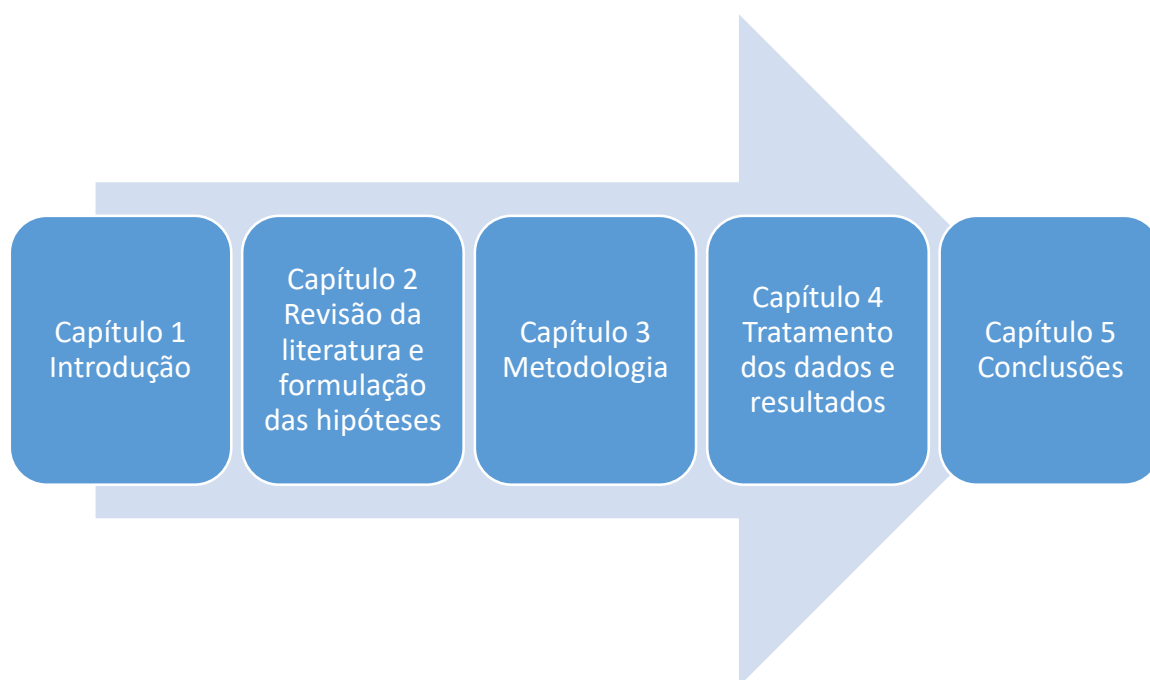 Capítulo 1
Introdução
Capítulo 2
Revisão da
literatura e
formulação
das hipóteses
Capítulo 3
Metodologia
Capítulo 4
Tratamento
dos dados e
resultados
Capítulo 5
Conclusões